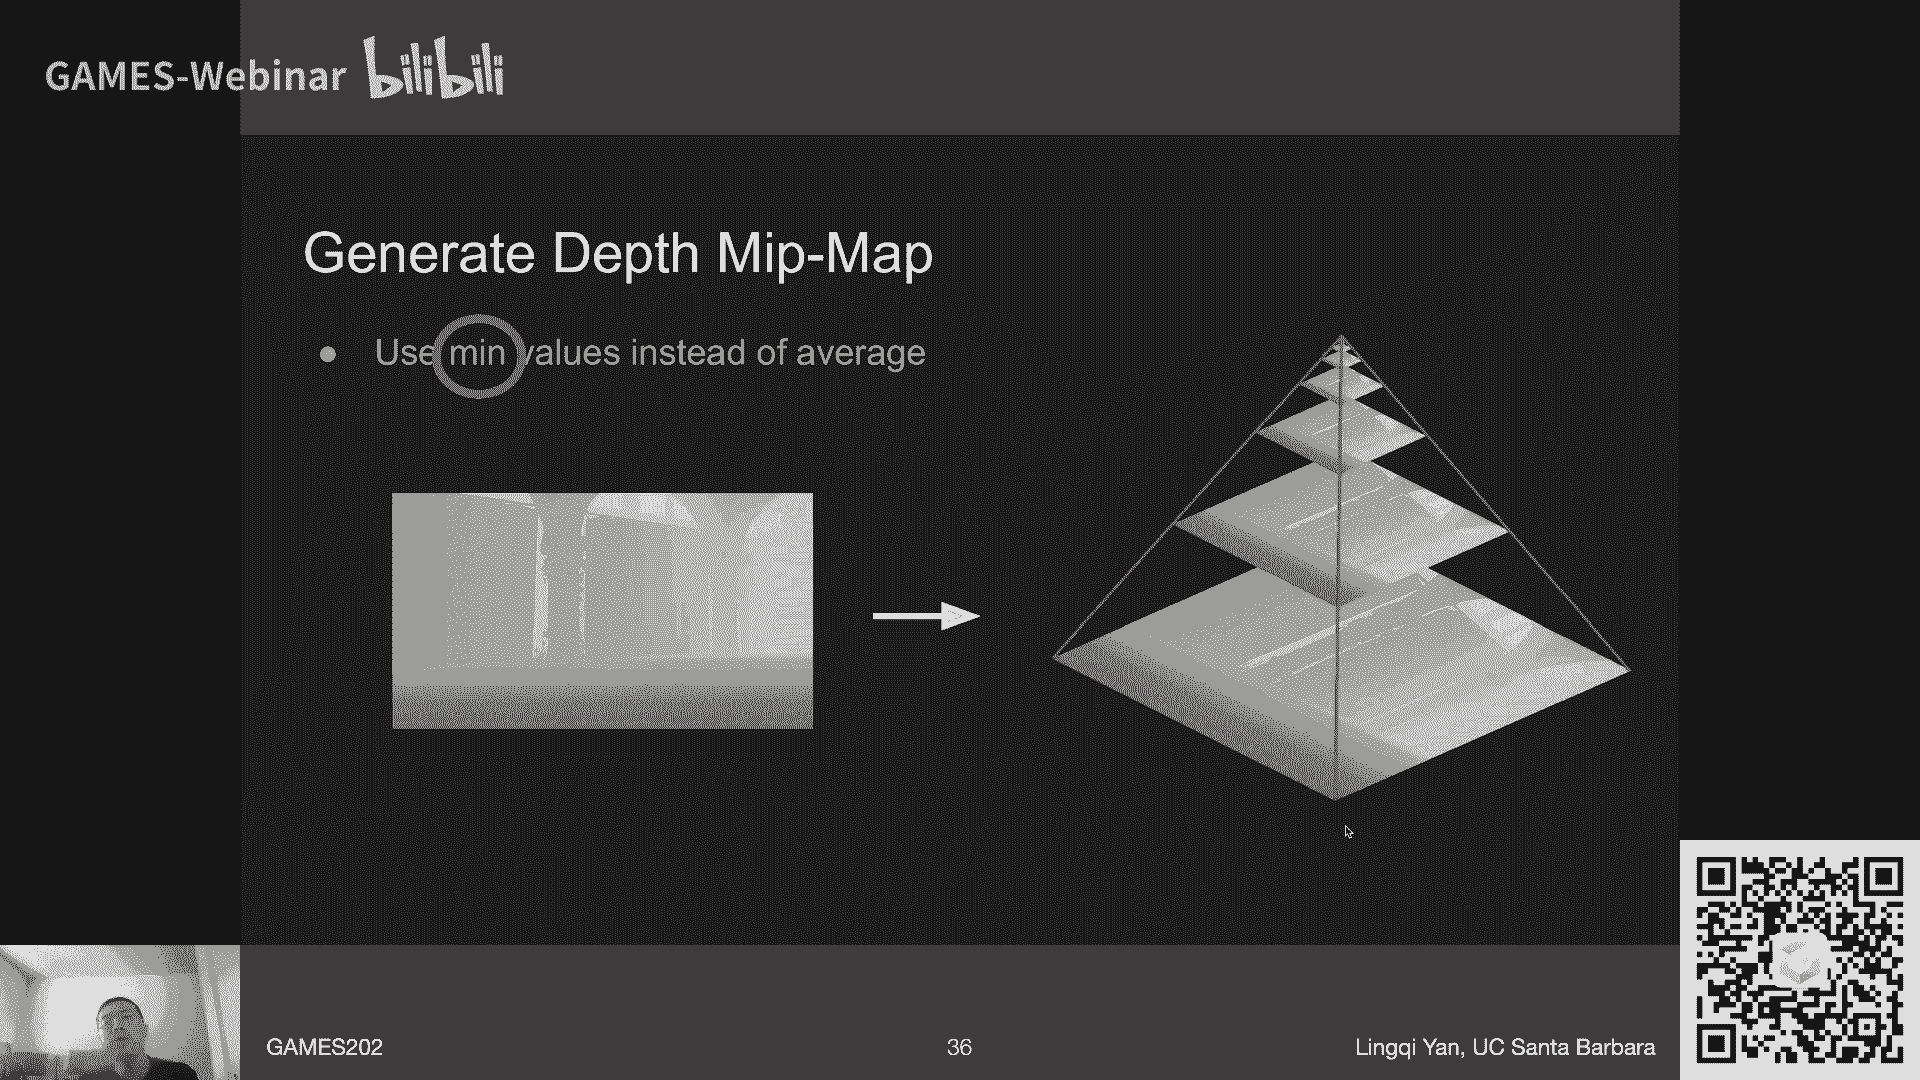 GAMES-Webinar bilibili
Generate Depth Mip-Map
● Use min values instead of average
GAMES202
36
Lingqi Yan, UC Santa Barbara